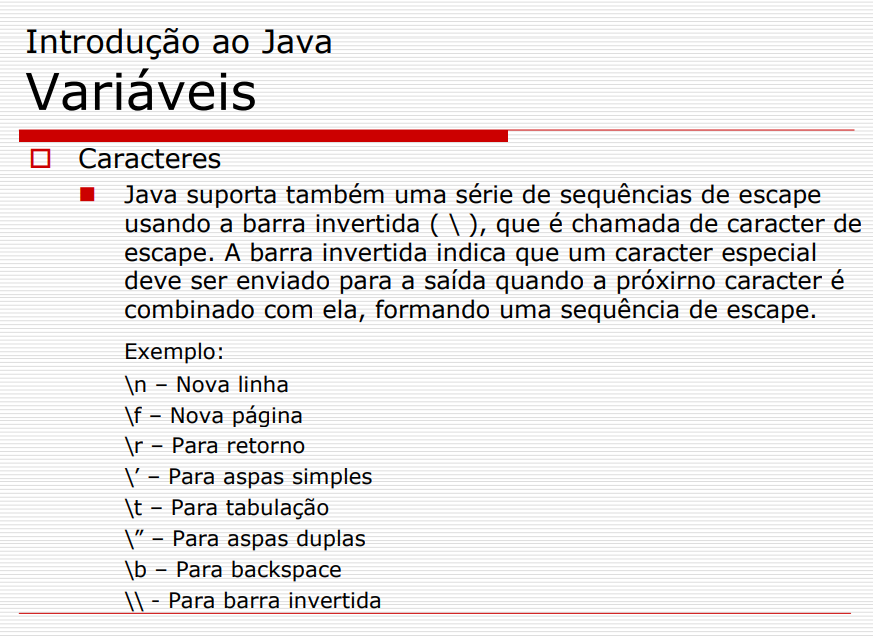 Introdução ao Java
Variáveis
Caracteres
Java suporta também uma série de sequências de escape
usando a barra invertida ( \ ), que é chamada de caracter de
escape. A barra invertida indica que um caracter especial
deve ser enviado para a saída quando a próxirno caracter é
combinado com ela, formando uma sequência de escape.
Exemplo:
\n – Nova linha
\f – Nova página
\r – Para retorno
\’ – Para aspas simples
\t – Para tabulação
\” – Para aspas duplas
\b – Para backspace
\\ - Para barra invertida